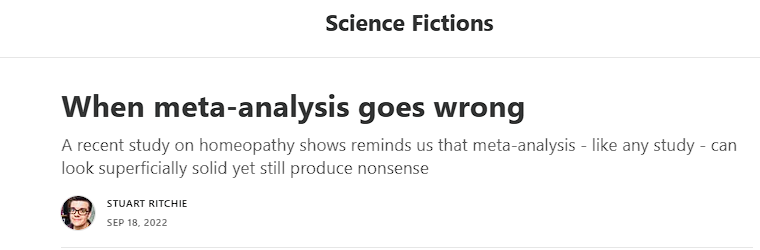 Science Fictions
When meta-analysis goes wrong
A recent study on homeopathy shows reminds us that meta-analysis - like any study - can
look superficially solid yet still produce nonsense
STUART RITCHIE
SEP 18, 2022